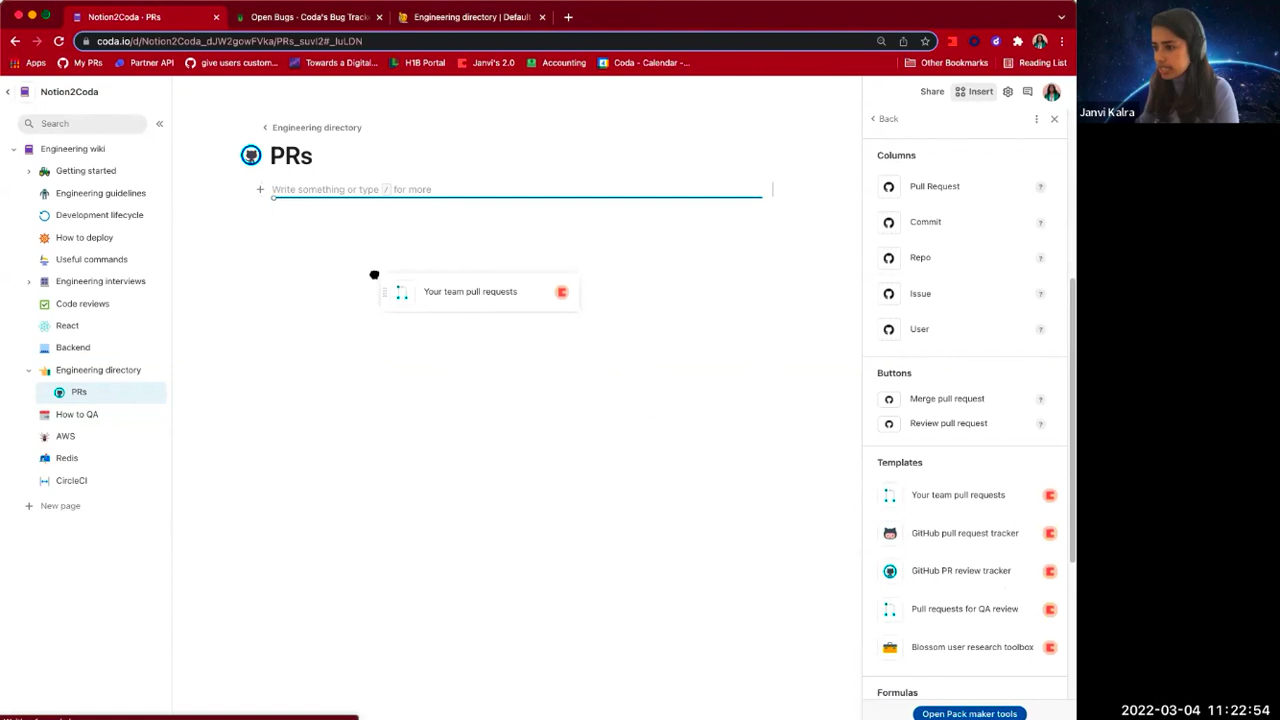 Notion2Coda · PRs
Open Bugs - Coda's Bug Track
Engineering directory | Default
coda.io/d/Notion2Coda_dJW2gowFVka/PRs_suvI2#_luLDN
Apps
My PRs
Partner API
give users custom...
Towards a Digital...
H1B Portal
Janvi's 2.0
Accounting
Coda - Calendar -...
Other Bookmarks
Reading List
Notion2Coda
Share
Insert
Janvi Kalra
Search
Back
Engineering wiki
Getting started
Engineering guidelines
Development lifecycle
How to deploy
Useful commands
Engineering interviews
Code reviews
React
Backend
Engineering directory
PRs
How to QA
AWS
Redis
CircleCI
New page
Engineering directory
PRs
Write something or type / for more
Your team pull requests
Columns
Pull Request ?
Commit ?
Repo ?
Issue ?
User ?
Buttons
Merge pull request ?
Review pull request ?
Templates
Your team pull requests
GitHub pull request tracker
GitHub PR review tracker
Pull requests for QA review
Blossom user research toolbox
Formulas
Open Pack maker tools
2022-03-04 11:22:54